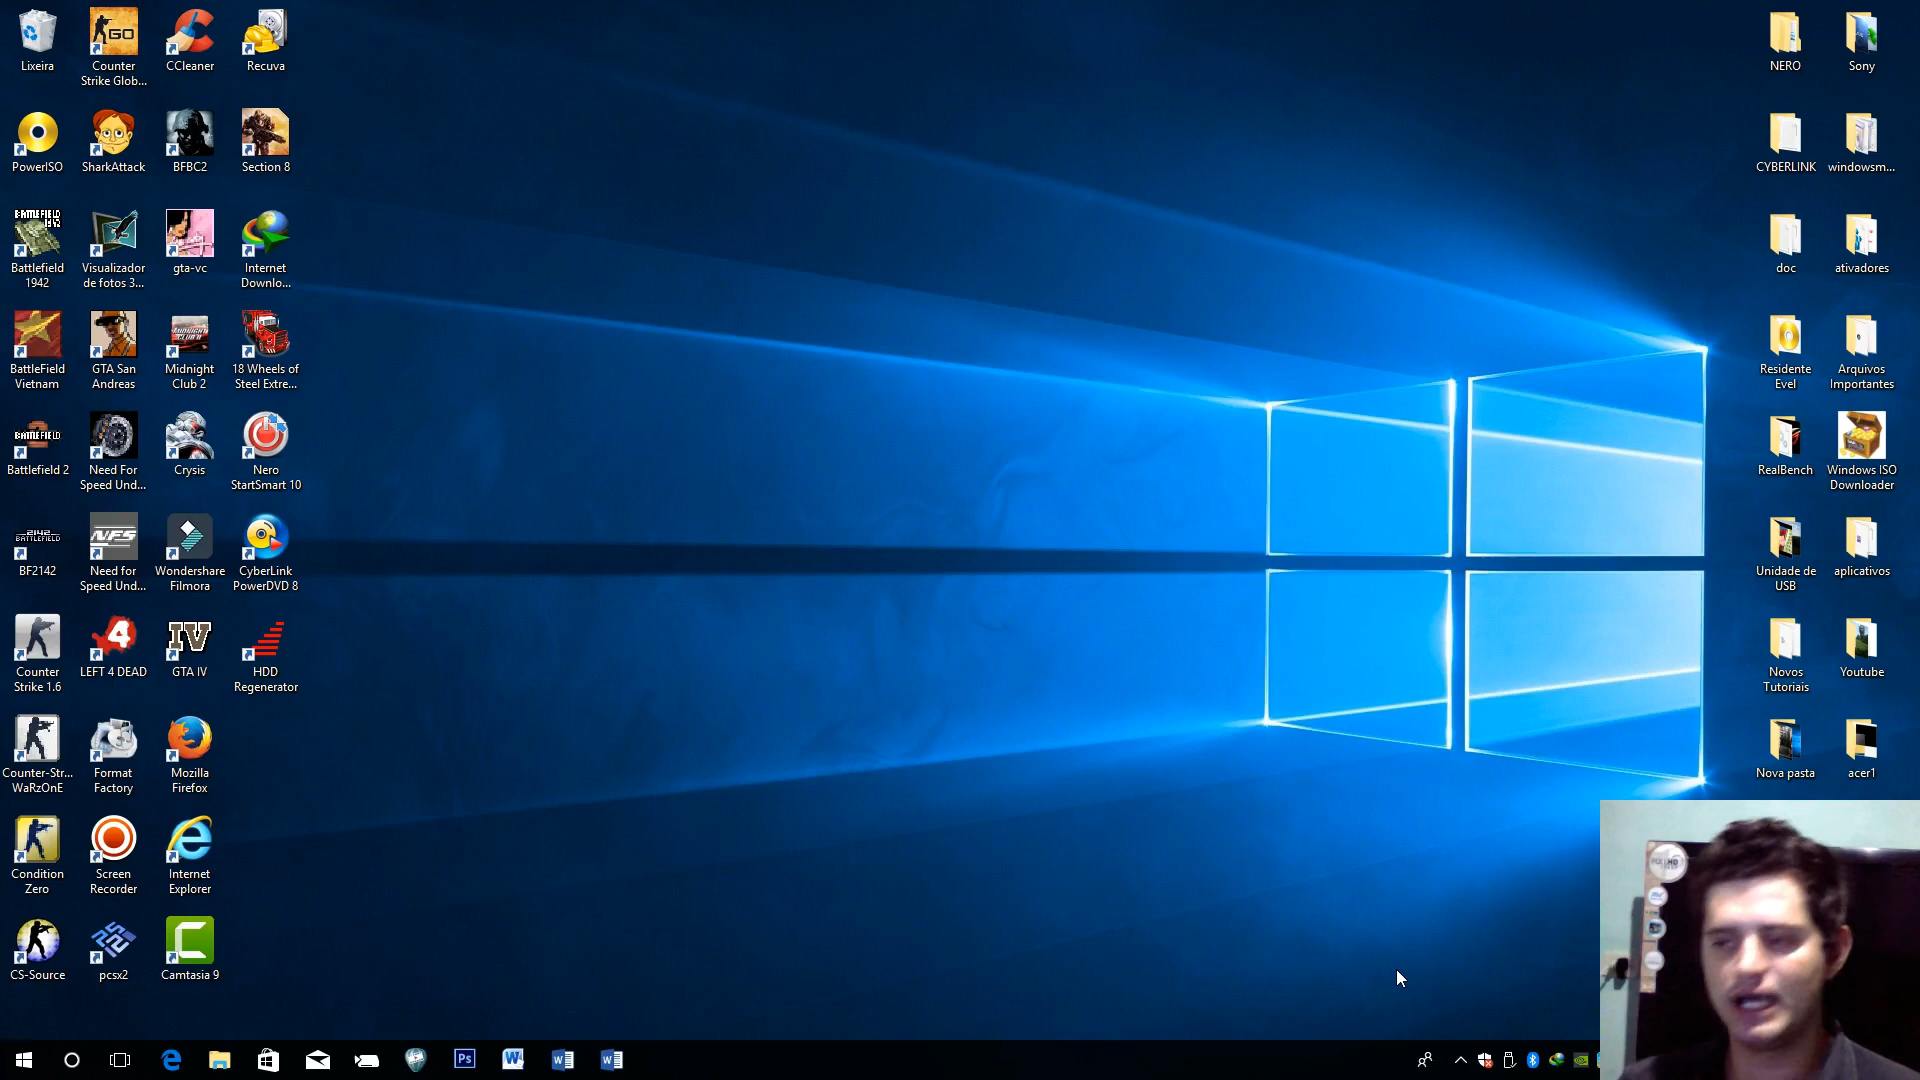 Lixeira
Counter
Strike Glob...
CCleaner
Recuva
PowerISO
SharkAttack
BFBC2
Section 8
Battlefield
1942
Visualizador
de fotos 3...
gta-vc
Internet
Downlo...
BattleField
Vietnam
GTA San
Andreas
Midnight
Club 2
18 Wheels of
Steel Extre...
Battlefield 2
Need For
Speed Und...
Crysis
Nero
StartSmart 10
BF2142
Need for
Speed Und...
Wondershare
Filmora
CyberLink
PowerDVD 8
Counter
Strike 1.6
LEFT 4 DEAD
GTA IV
HDD
Regenerator
Counter-Str...
WaRzOnE
Format
Factory
Mozilla
Firefox
Condition
Zero
Screen
Recorder
Internet
Explorer
CS-Source
pcsx2
Camtasia 9
NERO
Sony
CYBERLINK
windowsm...
doc
ativadores
Residente
Evel
Arquivos
Importantes
RealBench
Windows ISO
Downloader
Unidade de
USB
aplicativos
Novos
Tutoriais
Youtube
Nova pasta
acer1